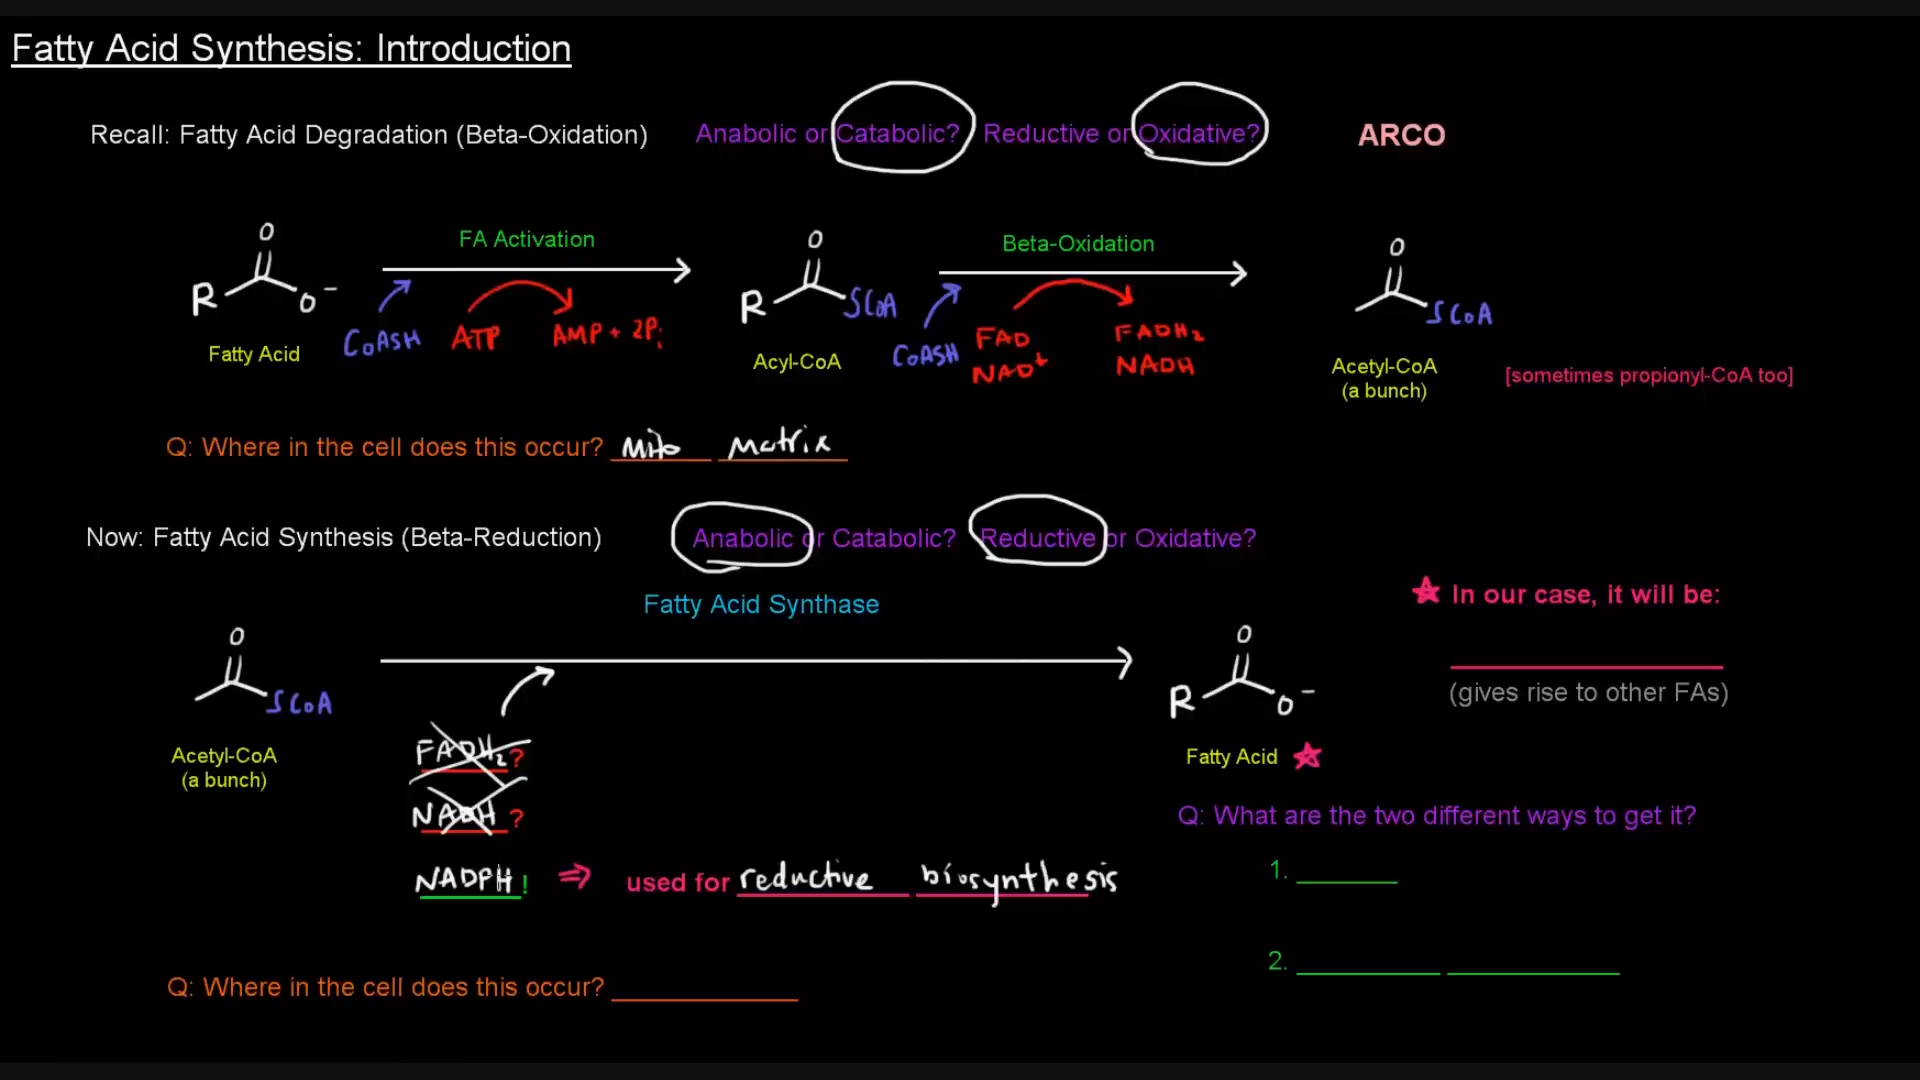 Fatty Acid Synthesis: Introduction
Recall: Fatty Acid Degradation (Beta-Oxidation) Anabolic or Catabolic? Reductive or Oxidative? ARCO
FA Activation
Beta-Oxidation
O
R
O⁻
CoASH
ATP
AMP + 2Pi
Fatty Acid
O
R
SCoA
CoASH
FAD
NAD⁺
FADH₂
NADH
Acyl-CoA
O
SCoA
Acetyl-CoA
(a bunch)
[sometimes propionyl-CoA too]
Q: Where in the cell does this occur? Mito Matrix
Now: Fatty Acid Synthesis (Beta-Reduction) Anabolic or Catabolic? Reductive or Oxidative?
Fatty Acid Synthase
O
SCoA
Acetyl-CoA
(a bunch)
FADH₂?
NADH?
NADPH! ⇒ used for reductive biosynthesis
O
R
O⁻
Fatty Acid ★
★ In our case, it will be:
(gives rise to other FAs)
Q: What are the two different ways to get it?
1.
2.
Q: Where in the cell does this occur?